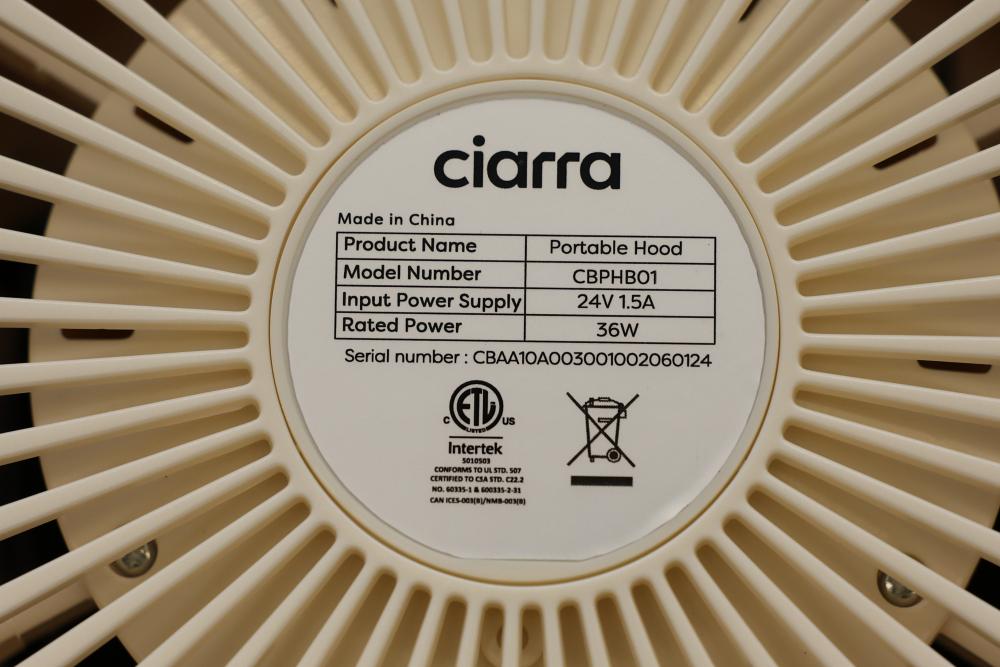 ciarra
Made in China
Product Name Portable Hood
Model Number CBPHB01
Input Power Supply 24V 1.5A
Rated Power 36W
Serial number : CBAA10A003001002060124
C ETL US
LISTED
Intertek
5010503
CONFORMS TO UL STD. 507
CERTIFIED TO CSA STD. C22.2
NO. 60335-1 & 600335-2-31
CAN ICES-003(B)/NMB-003(B)